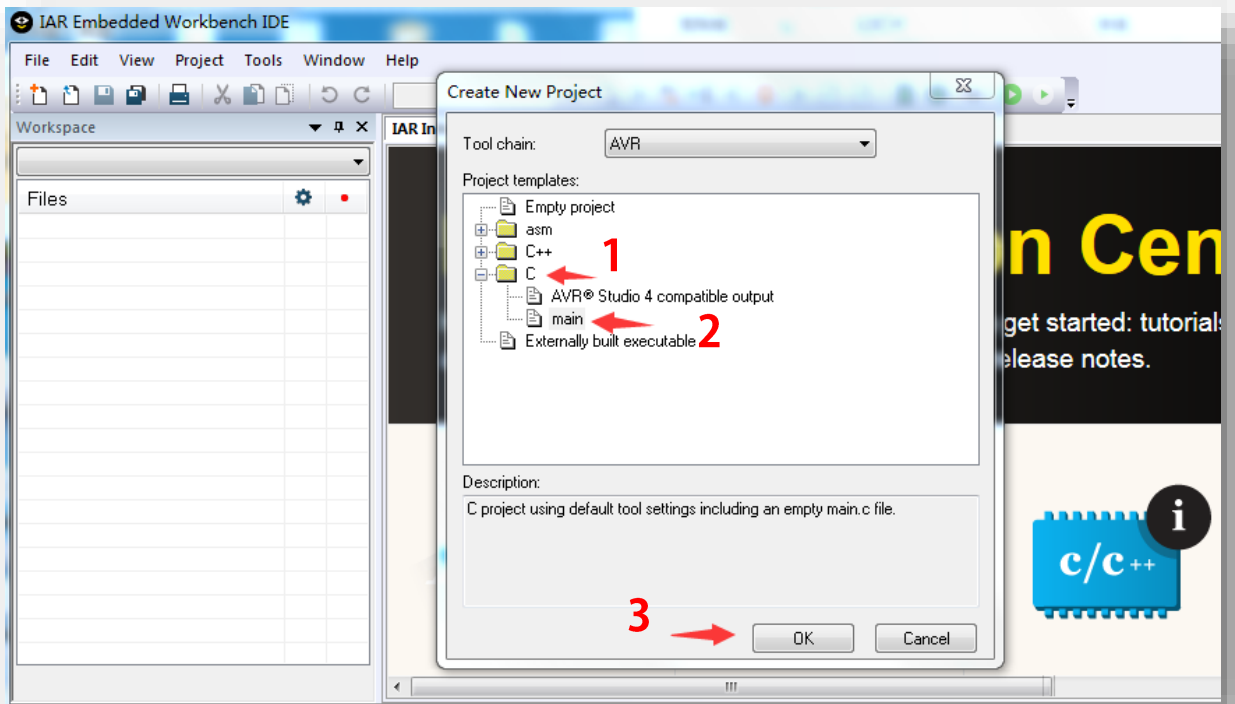 IAR Embedded Workbench IDE
File Edit View Project Tools Window Help
Create New Project
Workspace
IAR In
Tool chain:
AVR
Project templates:
Files
Empty project
asm
C++
1
C
AVR® Studio 4 compatible output
main
2
Externally built executable
n Cen
get started: tutorials
elease notes.
Description:
C project using default tool settings including an empty main.c file.
i
c/c++
3
OK
Cancel